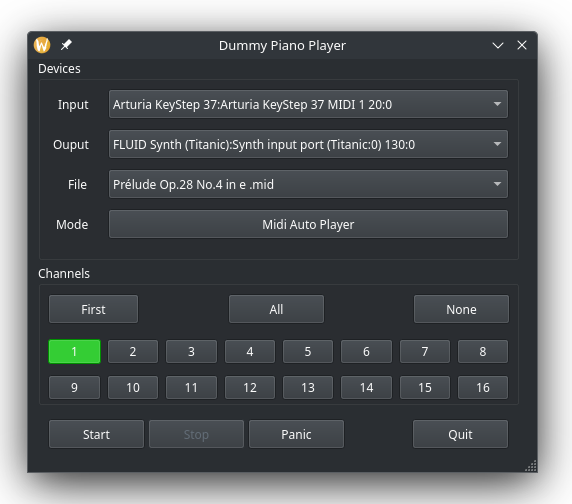 Dummy Piano Player
Devices
Input Arturia KeyStep 37:Arturia KeyStep 37 MIDI 1 20:0
Ouput FLUID Synth (Titanic):Synth input port (Titanic:0) 130:0
File Prélude Op.28 No.4 in e .mid
Mode Midi Auto Player
Channels
First All None
1 2 3 4 5 6 7 8
9 10 11 12 13 14 15 16
Start Stop Panic Quit